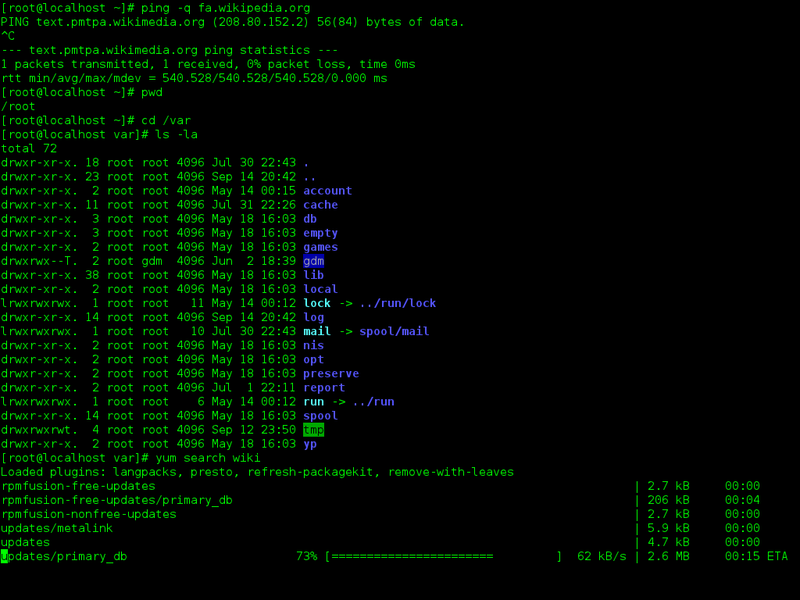 [root@localhost ~]# ping -q fa.wikipedia.org
PING text.pmtpa.wikimedia.org (208.80.152.2) 56(84) bytes of data.
^C
--- text.pmtpa.wikimedia.org ping statistics ---
1 packets transmitted, 1 received, 0% packet loss, time 0ms
rtt min/avg/max/mdev = 540.528/540.528/540.528/0.000 ms
[root@localhost ~]# pwd
/root
[root@localhost ~]# cd /var
[root@localhost var]# ls -la
total 72
drwxr-xr-x. 18 root root 4096 Jul 30 22:43 .
drwxr-xr-x. 23 root root 4096 Sep 14 20:42 ..
drwxr-xr-x.  2 root root 4096 May 14 00:15 account
drwxr-xr-x. 11 root root 4096 Jul 31 22:26 cache
drwxr-xr-x.  3 root root 4096 May 18 16:03 db
drwxr-xr-x.  3 root root 4096 May 18 16:03 empty
drwxr-xr-x.  2 root root 4096 May 18 16:03 games
drwxrwx--T.  2 root gdm  4096 Jun  2 18:39 gdm
drwxr-xr-x. 38 root root 4096 May 18 16:03 lib
drwxr-xr-x.  2 root root 4096 May 18 16:03 local
lrwxrwxrwx.  1 root root   11 May 14 00:12 lock -> ../run/lock
drwxr-xr-x. 14 root root 4096 Sep 14 20:42 log
lrwxrwxrwx.  1 root root   10 Jul 30 22:43 mail -> spool/mail
drwxr-xr-x.  2 root root 4096 May 18 16:03 nis
drwxr-xr-x.  2 root root 4096 May 18 16:03 opt
drwxr-xr-x.  2 root root 4096 May 18 16:03 preserve
drwxr-xr-x.  2 root root 4096 Jul  1 22:11 report
lrwxrwxrwx.  1 root root    6 May 14 00:12 run -> ../run
drwxr-xr-x. 14 root root 4096 May 18 16:03 spool
drwxrwxrwt.  4 root root 4096 Sep 12 23:50 tmp
drwxr-xr-x.  2 root root 4096 May 18 16:03 yp
[root@localhost var]# yum search wiki
Loaded plugins: langpacks, presto, refresh-packagekit, remove-with-leaves
rpmfusion-free-updates | 2.7 kB 00:00
rpmfusion-free-updates/primary_db | 206 kB 00:04
rpmfusion-nonfree-updates | 2.7 kB 00:00
updates/metalink | 5.9 kB 00:00
updates | 4.7 kB 00:00
updates/primary_db 73% [======================= ] 62 kB/s | 2.6 MB 00:15 ETA